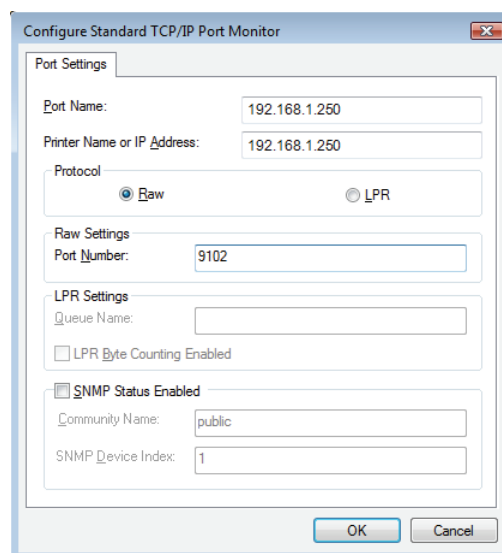 Configure Standard TCP/IP Port Monitor
Port Settings
Port Name: 192.168.1.250
Printer Name or IP Address: 192.168.1.250
Protocol
Raw LPR
Raw Settings
Port Number: 9102
LPR Settings
Queue Name:
LPR Byte Counting Enabled
SNMP Status Enabled
Community Name: public
SNMP Device Index: 1
OK Cancel